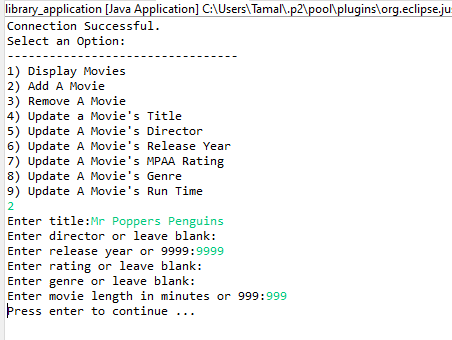 library_application [Java Application] C:\Users\Tamal\.p2\pool\plugins\org.eclipse.ju
Connection Successful.
Select an Option:
-------------------------------
1) Display Movies
2) Add A Movie
3) Remove A Movie
4) Update a Movie's Title
5) Update A Movie's Director
6) Update A Movie's Release Year
7) Update A Movie's MPAA Rating
8) Update A Movie's Genre
9) Update A Movie's Run Time
2
Enter title:Mr Poppers Penguins
Enter director or leave blank:
Enter release year or 9999:9999
Enter rating or leave blank:
Enter genre or leave blank:
Enter movie length in minutes or 999:999
Press enter to continue ...